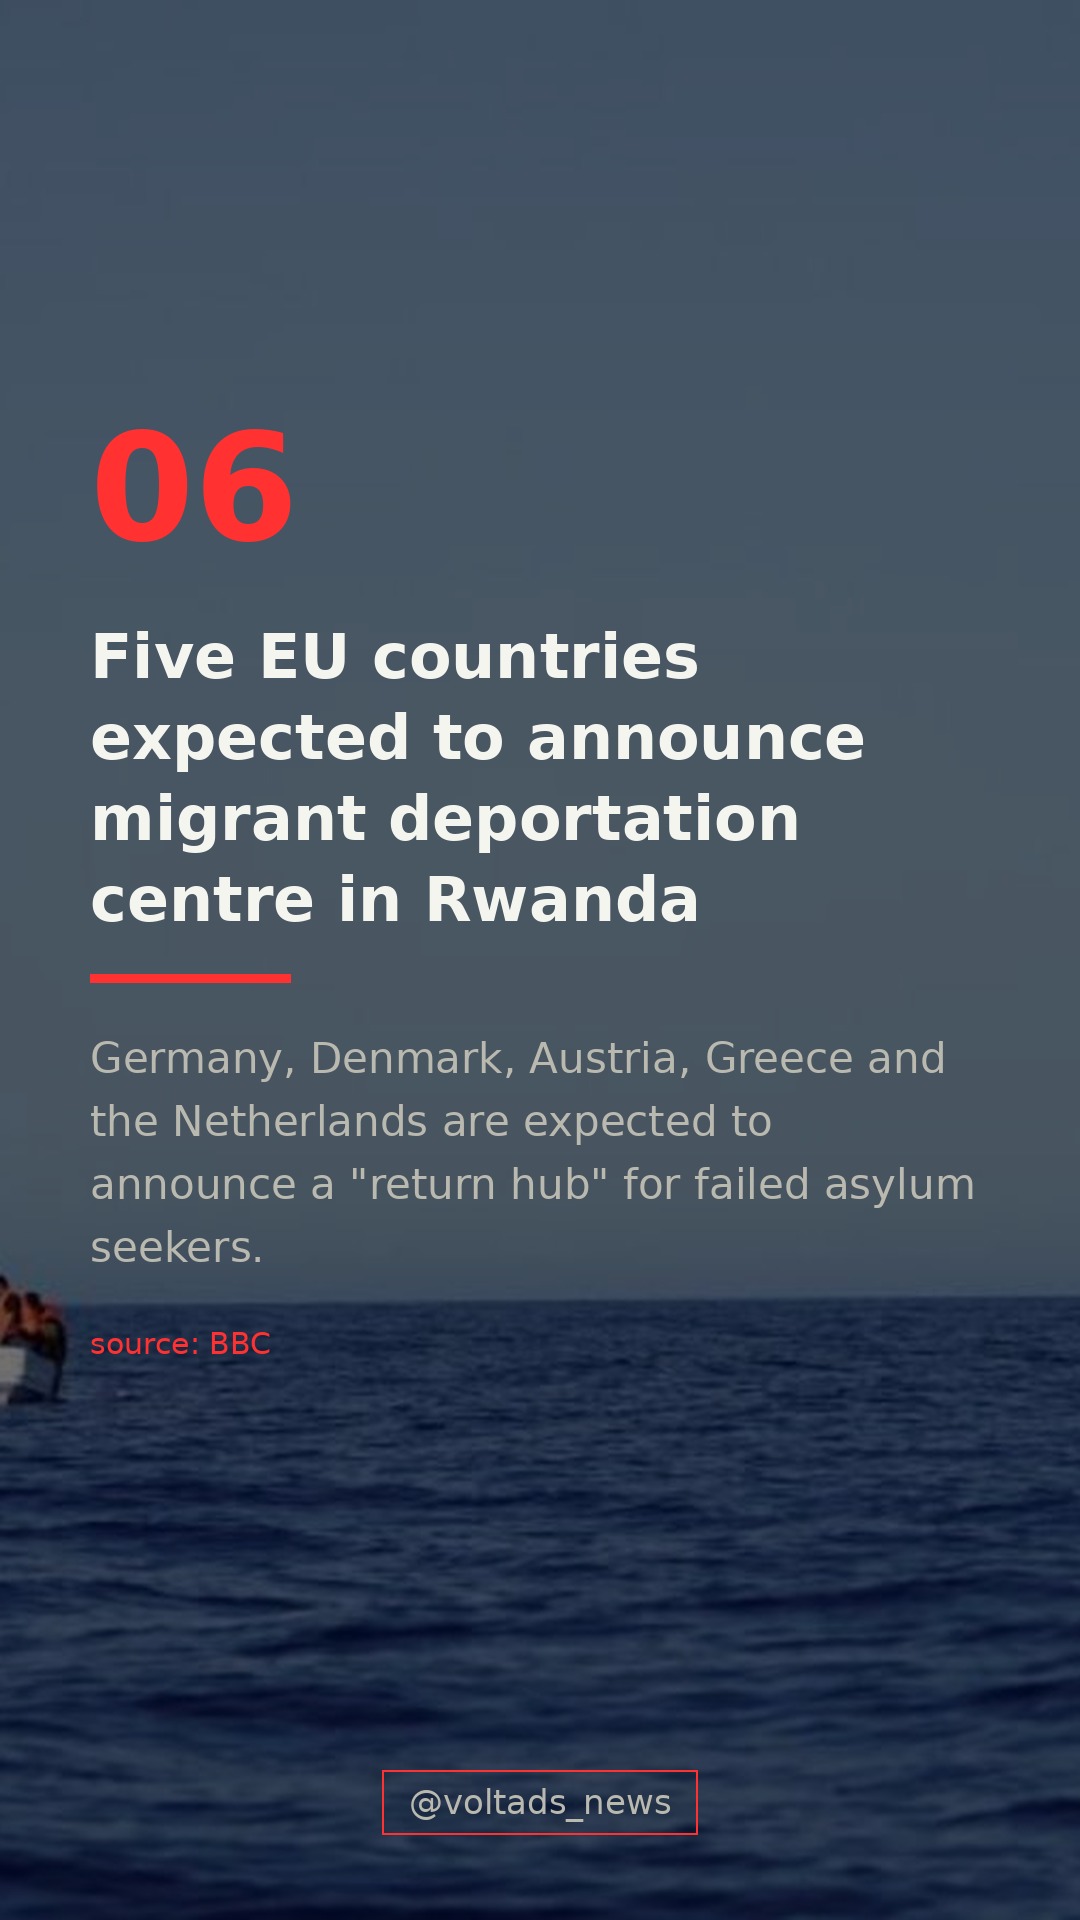 06
Five EU countries
expected to announce
migrant deportation
centre in Rwanda
Germany, Denmark, Austria, Greece and
the Netherlands are expected to
announce a "return hub" for failed asylum
seekers.
source: BBC
@voltads_news